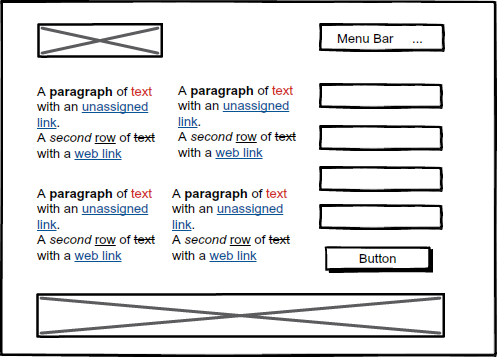 Menu Bar ...
A paragraph of text
with an unassigned
link.
A second row of text
with a web link
A paragraph of text
with an unassigned
link.
A second row of text
with a web link
A paragraph of text
with an unassigned
link.
A second row of text
with a web link
A paragraph of text
with an unassigned
link.
A second row of text
with a web link
Button